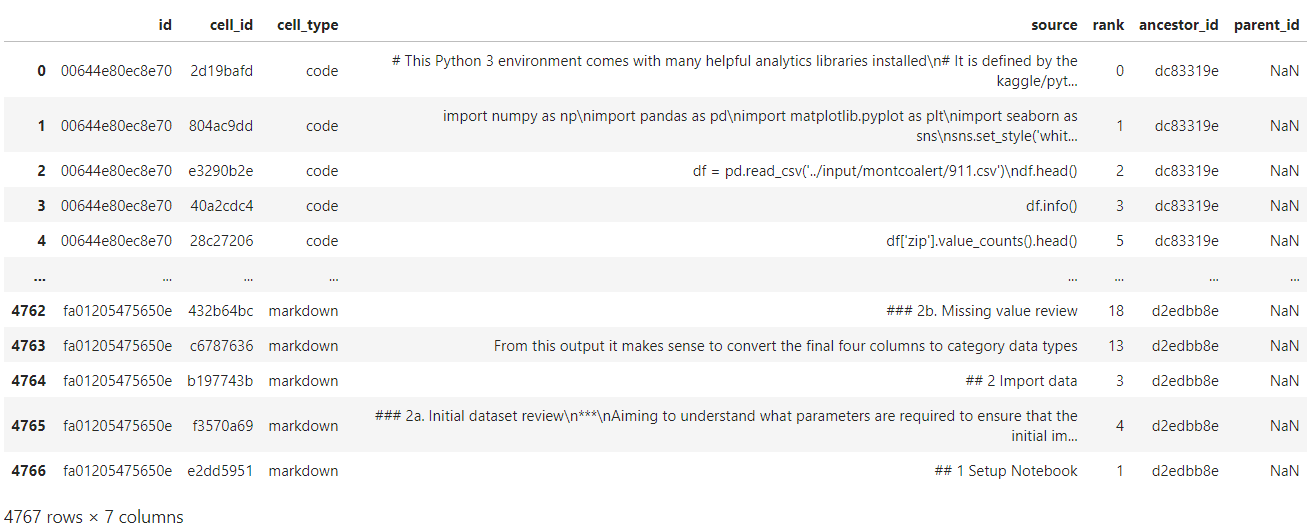 id cell_id cell_type source rank ancestor_id parent_id
0 00644e80ec8e70 2d19bafd code # This Python 3 environment comes with many helpful analytics libraries installed\n# It is defined by the kaggle/pyt... 0 dc83319e NaN
1 00644e80ec8e70 804ac9dd code import numpy as np\nimport pandas as pd\nimport matplotlib.pyplot as plt\nimport seaborn as sns\nsns.set_style('whit... 1 dc83319e NaN
2 00644e80ec8e70 e3290b2e code df = pd.read_csv('../input/montcoalert/911.csv')\ndf.head() 2 dc83319e NaN
3 00644e80ec8e70 40a2cdc4 code df.info() 3 dc83319e NaN
4 00644e80ec8e70 28c27206 code df['zip'].value_counts().head() 5 dc83319e NaN
... ... ... ... ... ... ... ...
4762 fa01205475650e 432b64bc markdown ### 2b. Missing value review 18 d2edbb8e NaN
4763 fa01205475650e c6787636 markdown From this output it makes sense to convert the final four columns to category data types 13 d2edbb8e NaN
4764 fa01205475650e b197743b markdown ## 2 Import data 3 d2edbb8e NaN
4765 fa01205475650e f3570a69 markdown ### 2a. Initial dataset review\n***\nAiming to understand what parameters are required to ensure that the initial im... 4 d2edbb8e NaN
4766 fa01205475650e e2dd5951 markdown ## 1 Setup Notebook 1 d2edbb8e NaN
4767 rows × 7 columns